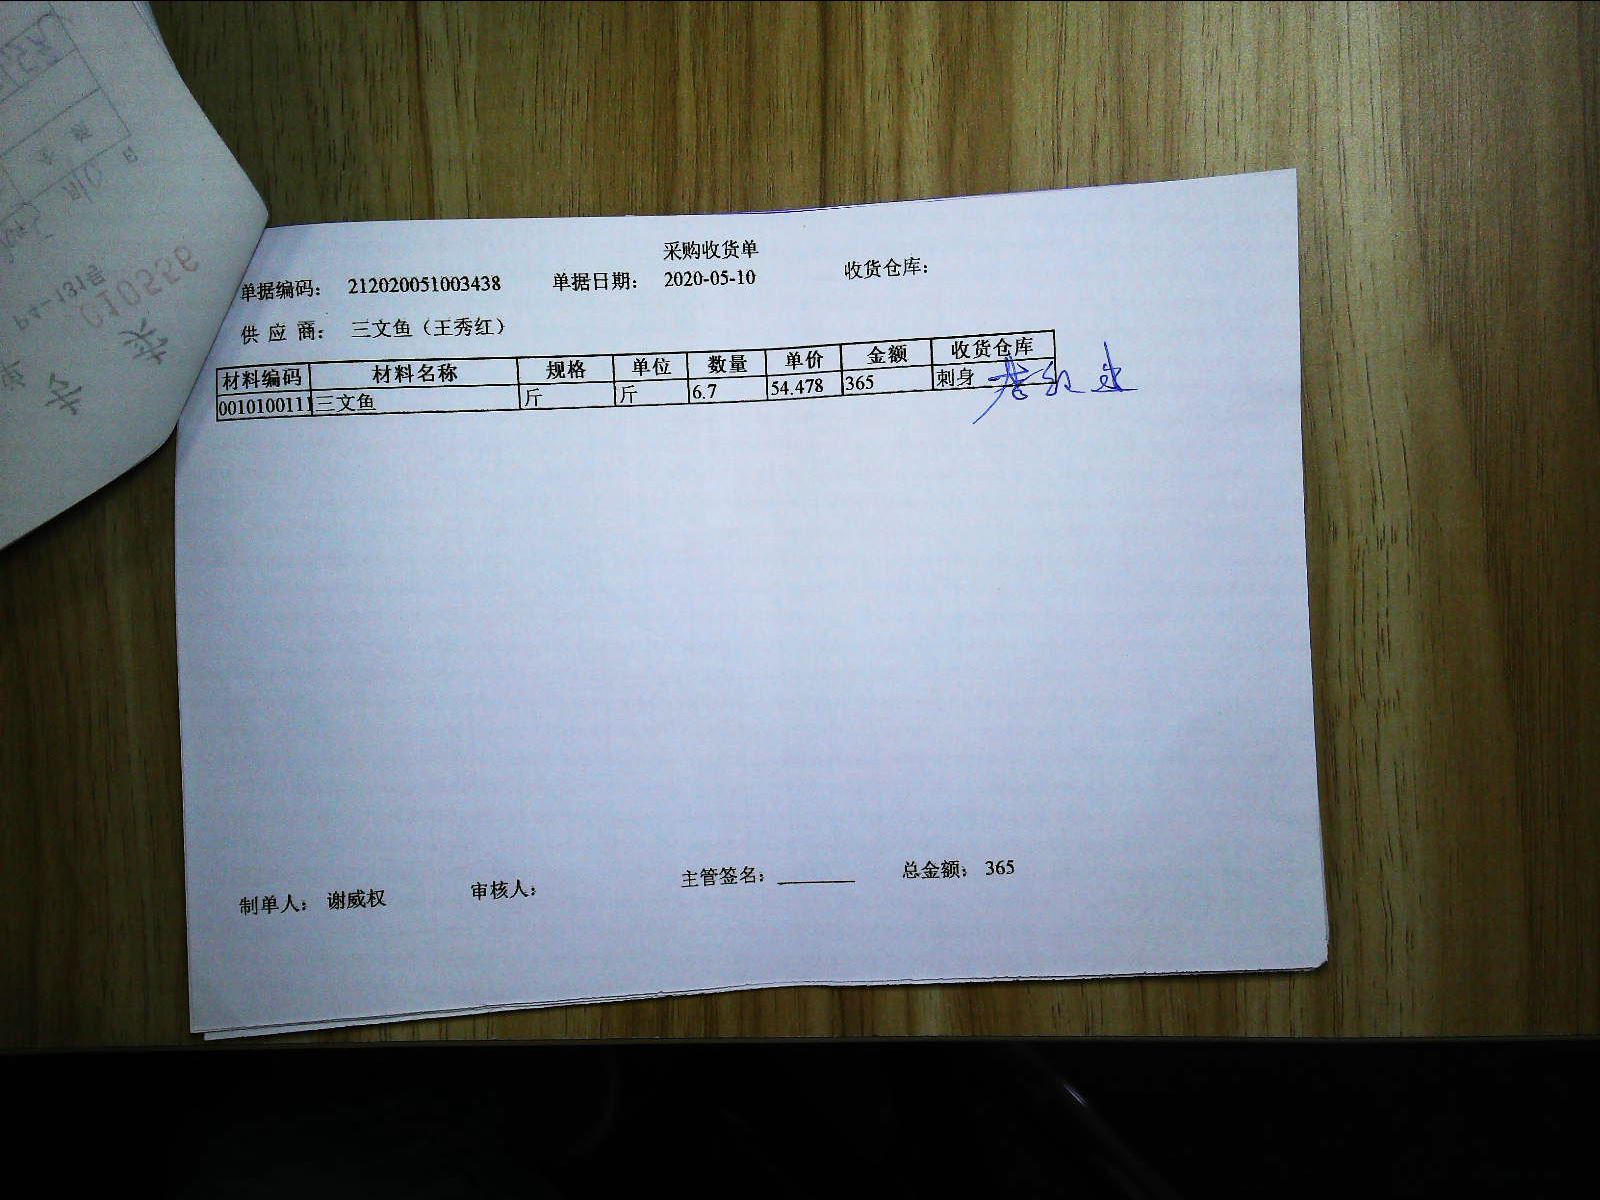 采购收货单
单据编码： 212020051003438 单据日期： 2020-05-10 收货仓库：
供 应 商： 三文鱼（王秀红）
材料编码 材料名称 规格 单位 数量 单价 金额 收货仓库
0010100111 三文鱼 斤 斤 6.7 54.478 365 刺身
制单人： 谢威权 审核人： 主管签名： 总金额： 365